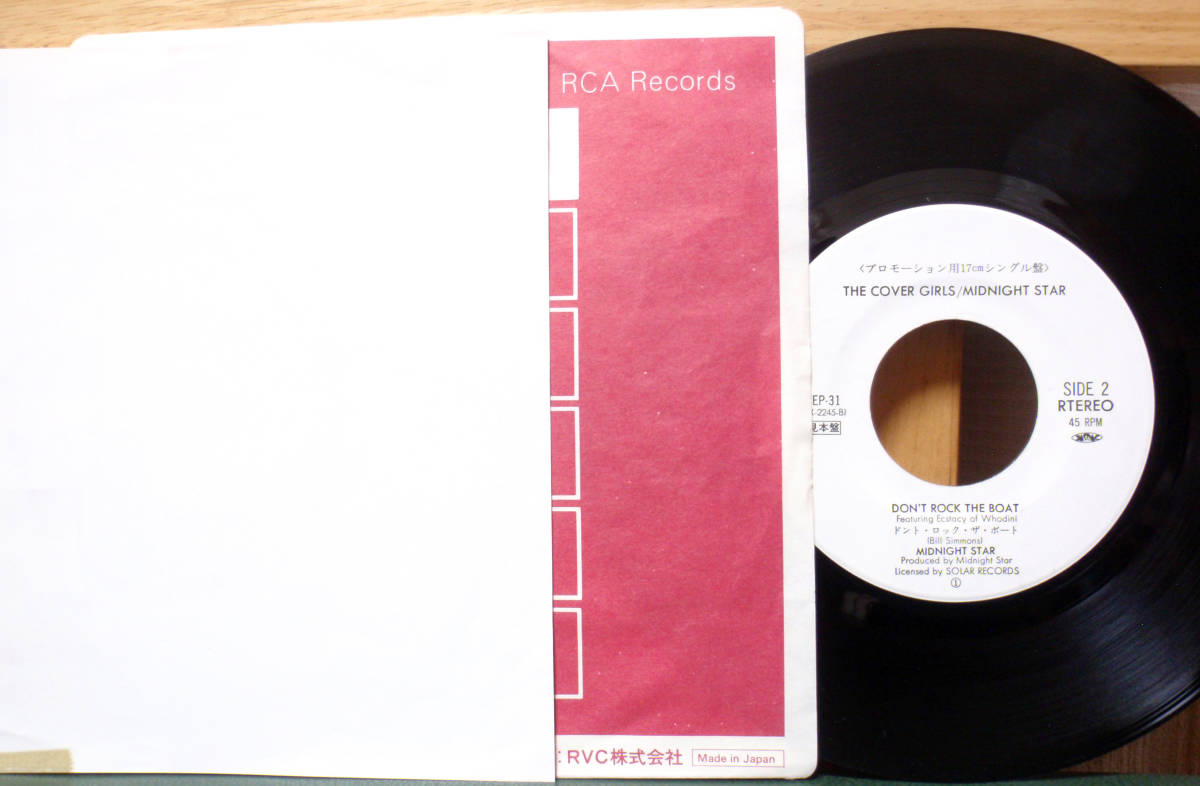 RCA Records
RVC株式会社
Made in Japan
〈プロモーション用17cmシングル盤〉
THE COVER GIRLS/MIDNIGHT STAR
SIDE 2
RTEREO
45 RPM
EP-31
-2245-B)
見本盤
DON'T ROCK THE BOAT
Featuring Ecstacy of Whodini
ドント・ロック・ザ・ボート
(Bill Simmons)
MIDNIGHT STAR
Produced by Midnight Star
Licensed by SOLAR RECORDS
①